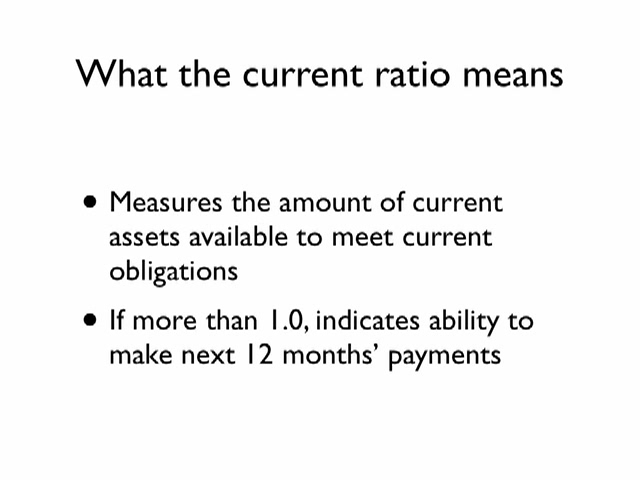 What the current ratio means
• Measures the amount of current
assets available to meet current
obligations
• If more than 1.0, indicates ability to
make next 12 months’ payments